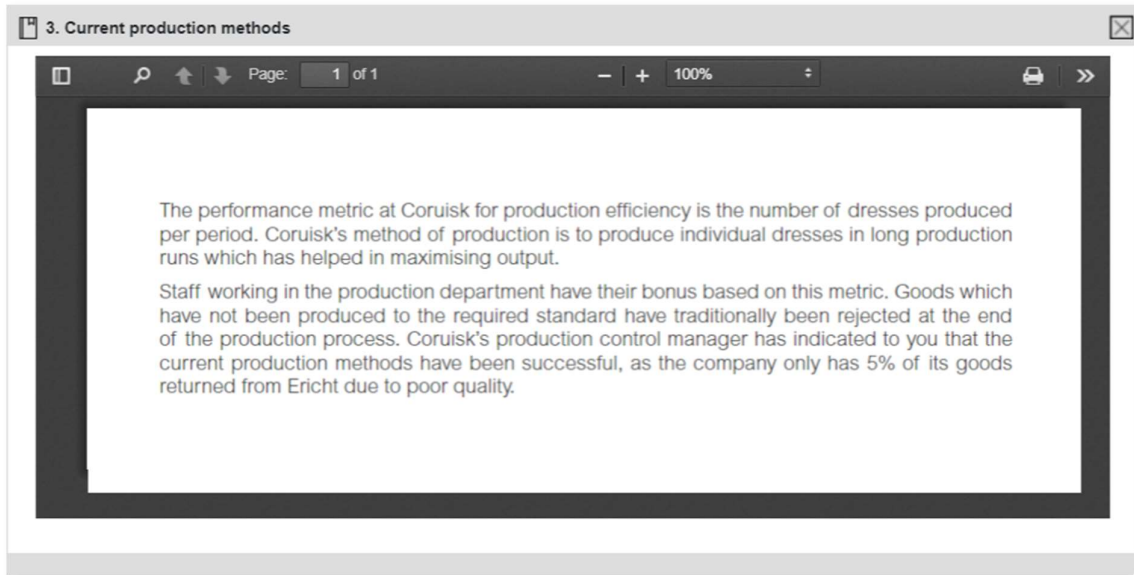 3. Current production methods
Page: 1 of 1 100%
The performance metric at Coruisk for production efficiency is the number of dresses produced
per period. Coruisk's method of production is to produce individual dresses in long production
runs which has helped in maximising output.
Staff working in the production department have their bonus based on this metric. Goods which
have not been produced to the required standard have traditionally been rejected at the end
of the production process. Coruisk's production control manager has indicated to you that the
current production methods have been successful, as the company only has 5% of its goods
returned from Ericht due to poor quality.